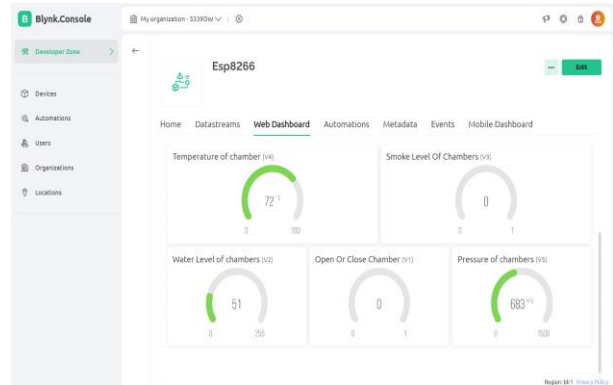 B Blynk.Console
My organization - 5339OW
Developer Zone
Devices
Automations
Users
Organizations
Locations
Esp8266
Edit
Home Datastreams Web Dashboard Automations Metadata Events Mobile Dashboard
Temperature of chamber (V4)
72 °C
0 100
Smoke Level Of Chambers (V3)
0
0 1
Water Level of chambers (V2)
51
0 255
Open Or Close Chamber (V1)
0
0 1
Pressure of chambers (V5)
683
0 1500
Region: blr1 Privacy Policy